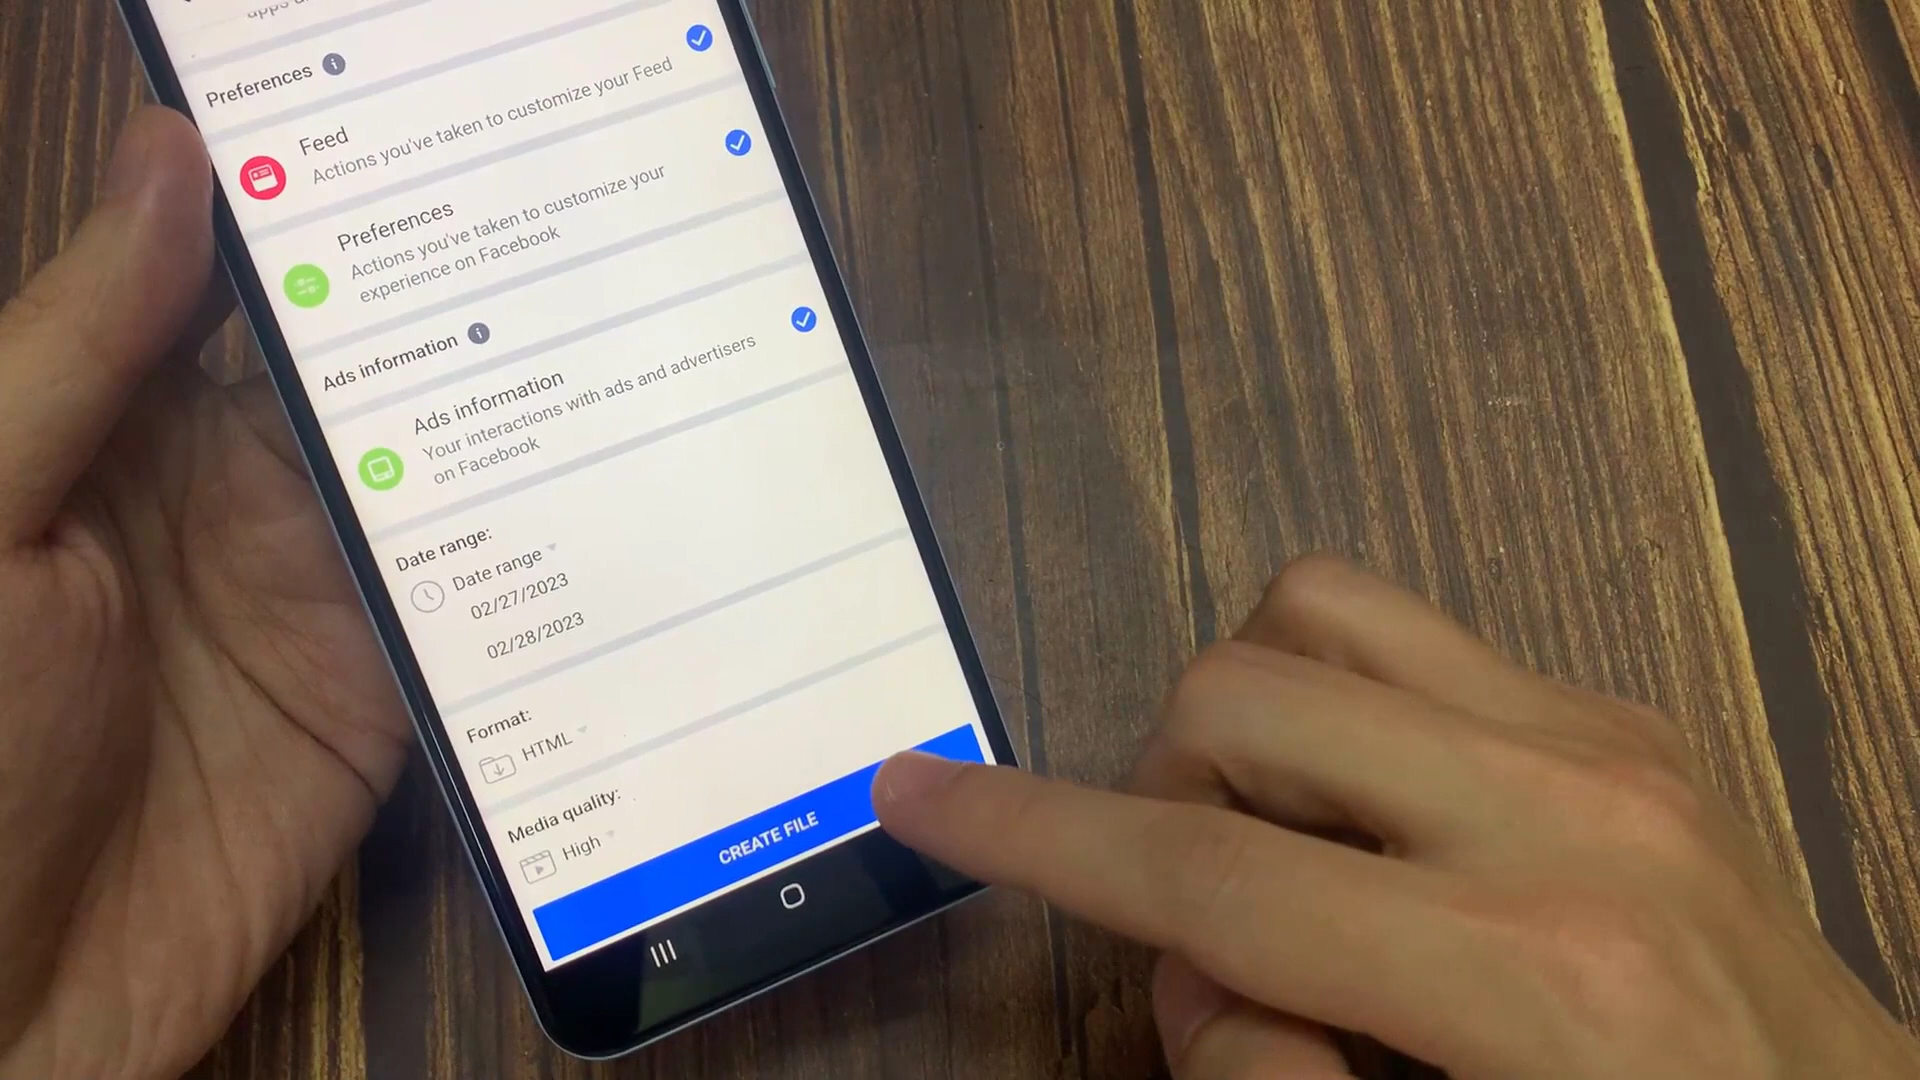 Preferences
Feed
Actions you've taken to customize your Feed
Preferences
Actions you've taken to customize your
experience on Facebook
Ads information
Ads information
Your interactions with ads and advertisers
on Facebook
Date range:
Date range
02/27/2023
02/28/2023
Format:
HTML
Media quality:
High
CREATE FILE